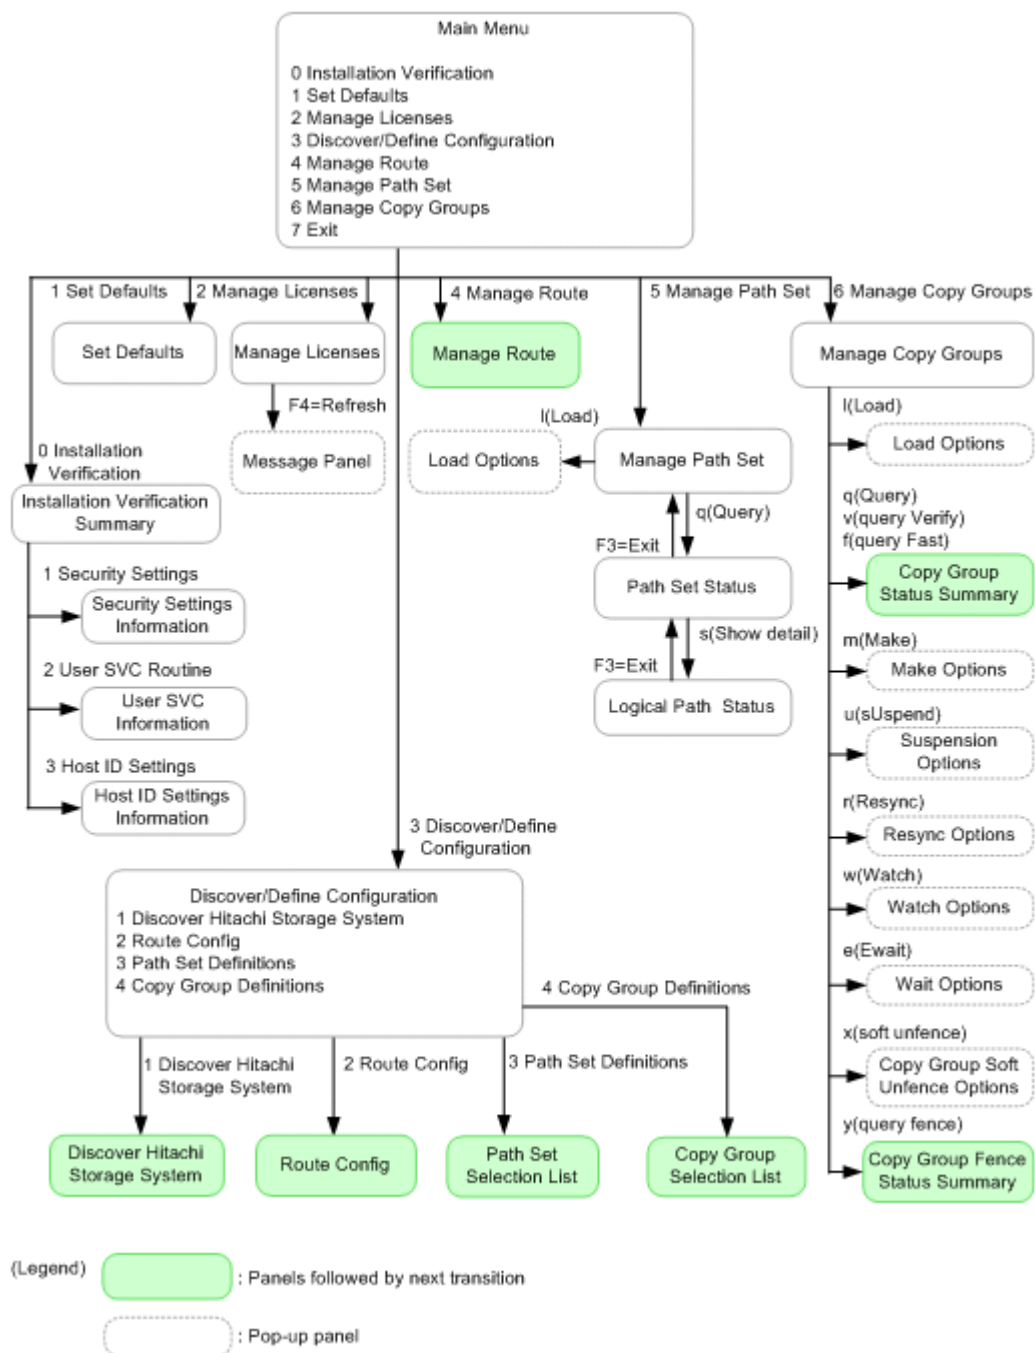 Main Menu
0 Installation Verification
1 Set Defaults
2 Manage Licenses
3 Discover/Define Configuration
4 Manage Route
5 Manage Path Set
6 Manage Copy Groups
7 Exit
1 Set Defaults
2 Manage Licenses
4 Manage Route
5 Manage Path Set
6 Manage Copy Groups
Set Defaults
Manage Licenses
Manage Route
Manage Copy Groups
F4=Refresh
Message Panel
0 Installation
Verification
Installation Verification
Summary
1 Security Settings
Security Settings
Information
2 User SVC Routine
User SVC
Information
3 Host ID Settings
Host ID Settings
Information
l(Load)
Load Options
Manage Path Set
q(Query)
F3=Exit
Path Set Status
s(Show detail)
F3=Exit
Logical Path Status
l(Load)
Load Options
q(Query)
v(query Verify)
f(query Fast)
Copy Group
Status Summary
m(Make)
Make Options
u(sUspend)
Suspension
Options
r(Resync)
Resync Options
w(Watch)
Watch Options
e(Ewait)
Wait Options
x(soft unfence)
Copy Group Soft
Unfence Options
y(query fence)
Copy Group Fence
Status Summary
3 Discover/Define
Configuration
Discover/Define Configuration
1 Discover Hitachi Storage System
2 Route Config
3 Path Set Definitions
4 Copy Group Definitions
4 Copy Group Definitions
1 Discover Hitachi
Storage System
2 Route Config
3 Path Set Definitions
Discover Hitachi
Storage System
Route Config
Path Set
Selection List
Copy Group
Selection List
(Legend)
: Panels followed by next transition
: Pop-up panel